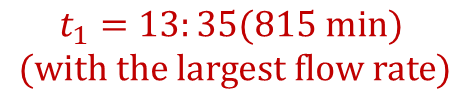 t₁ = 13:35(815 min)
(with the largest flow rate)